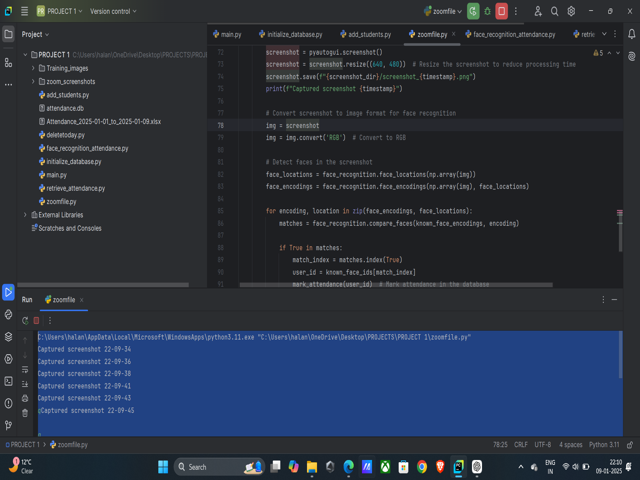 PR PROJECT 1 Version control zoomfile
Project
main.py initialize_database.py add_students.py zoomfile.py face_recognition_attendance.py retrie
PROJECT 1 C:\Users\halan\OneDrive\Desktop\PROJECTS\PROJECT 1
Training_images
zoom_screenshots
add_students.py
attendance.db
Attendance_2025-01-01_to_2025-01-09.xlsx
deletetoday.py
face_recognition_attendance.py
initialize_database.py
main.py
retrieve_attendance.py
zoomfile.py
External Libraries
Scratches and Consoles
72 screenshot = pyautogui.screenshot()
73 screenshot = screenshot.resize((640, 480)) # Resize the screenshot to reduce processing time
74 screenshot.save(f"{screenshot_dir}/screenshot_{timestamp}.png")
75 print(f"Captured screenshot {timestamp}")
76
77 # Convert screenshot to image format for face recognition
78 img = screenshot
79 img = img.convert('RGB') # Convert to RGB
80
81 # Detect faces in the screenshot
82 face_locations = face_recognition.face_locations(np.array(img))
83 face_encodings = face_recognition.face_encodings(np.array(img), face_locations)
84
85 for encoding, location in zip(face_encodings, face_locations):
86 matches = face_recognition.compare_faces(known_face_encodings, encoding)
87
88 if True in matches:
89 match_index = matches.index(True)
90 user_id = known_face_ids[match_index]
91 mark_attendance(user_id) # Mark attendance in the database
5
Run zoomfile
C:\Users\halan\AppData\Local\Microsoft\WindowsApps\python3.11.exe "C:\Users\halan\OneDrive\Desktop\PROJECTS\PROJECT 1\zoomfile.py"
Captured screenshot 22-09-34
Captured screenshot 22-09-36
Captured screenshot 22-09-38
Captured screenshot 22-09-41
Captured screenshot 22-09-43
Captured screenshot 22-09-45
PROJECT 1 zoomfile.py 78:25 CRLF UTF-8 4 spaces Python 3.11
12°C
Clear
Search
ENG
IN
22:10
09-01-2025